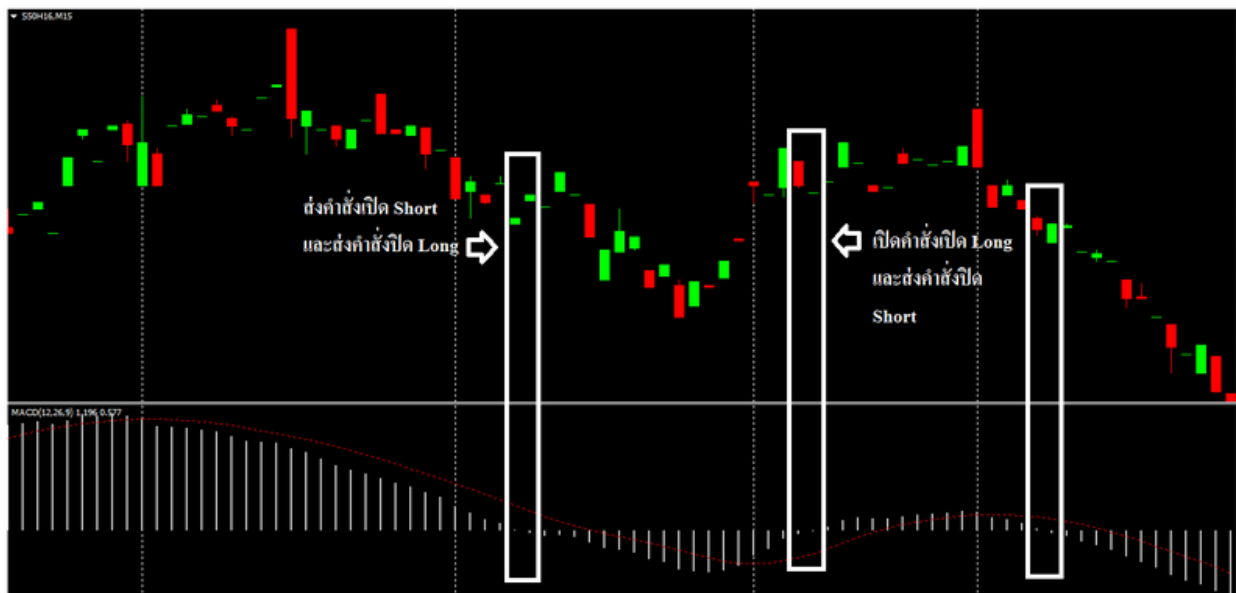 S50H16,M15
ส่งคำสั่งเปิด Short
และส่งคำสั่งปิด Long
เปิดคำสั่งเปิด Long
และส่งคำสั่งปิด
Short
MACD(12,26,9) 1.196 0.577